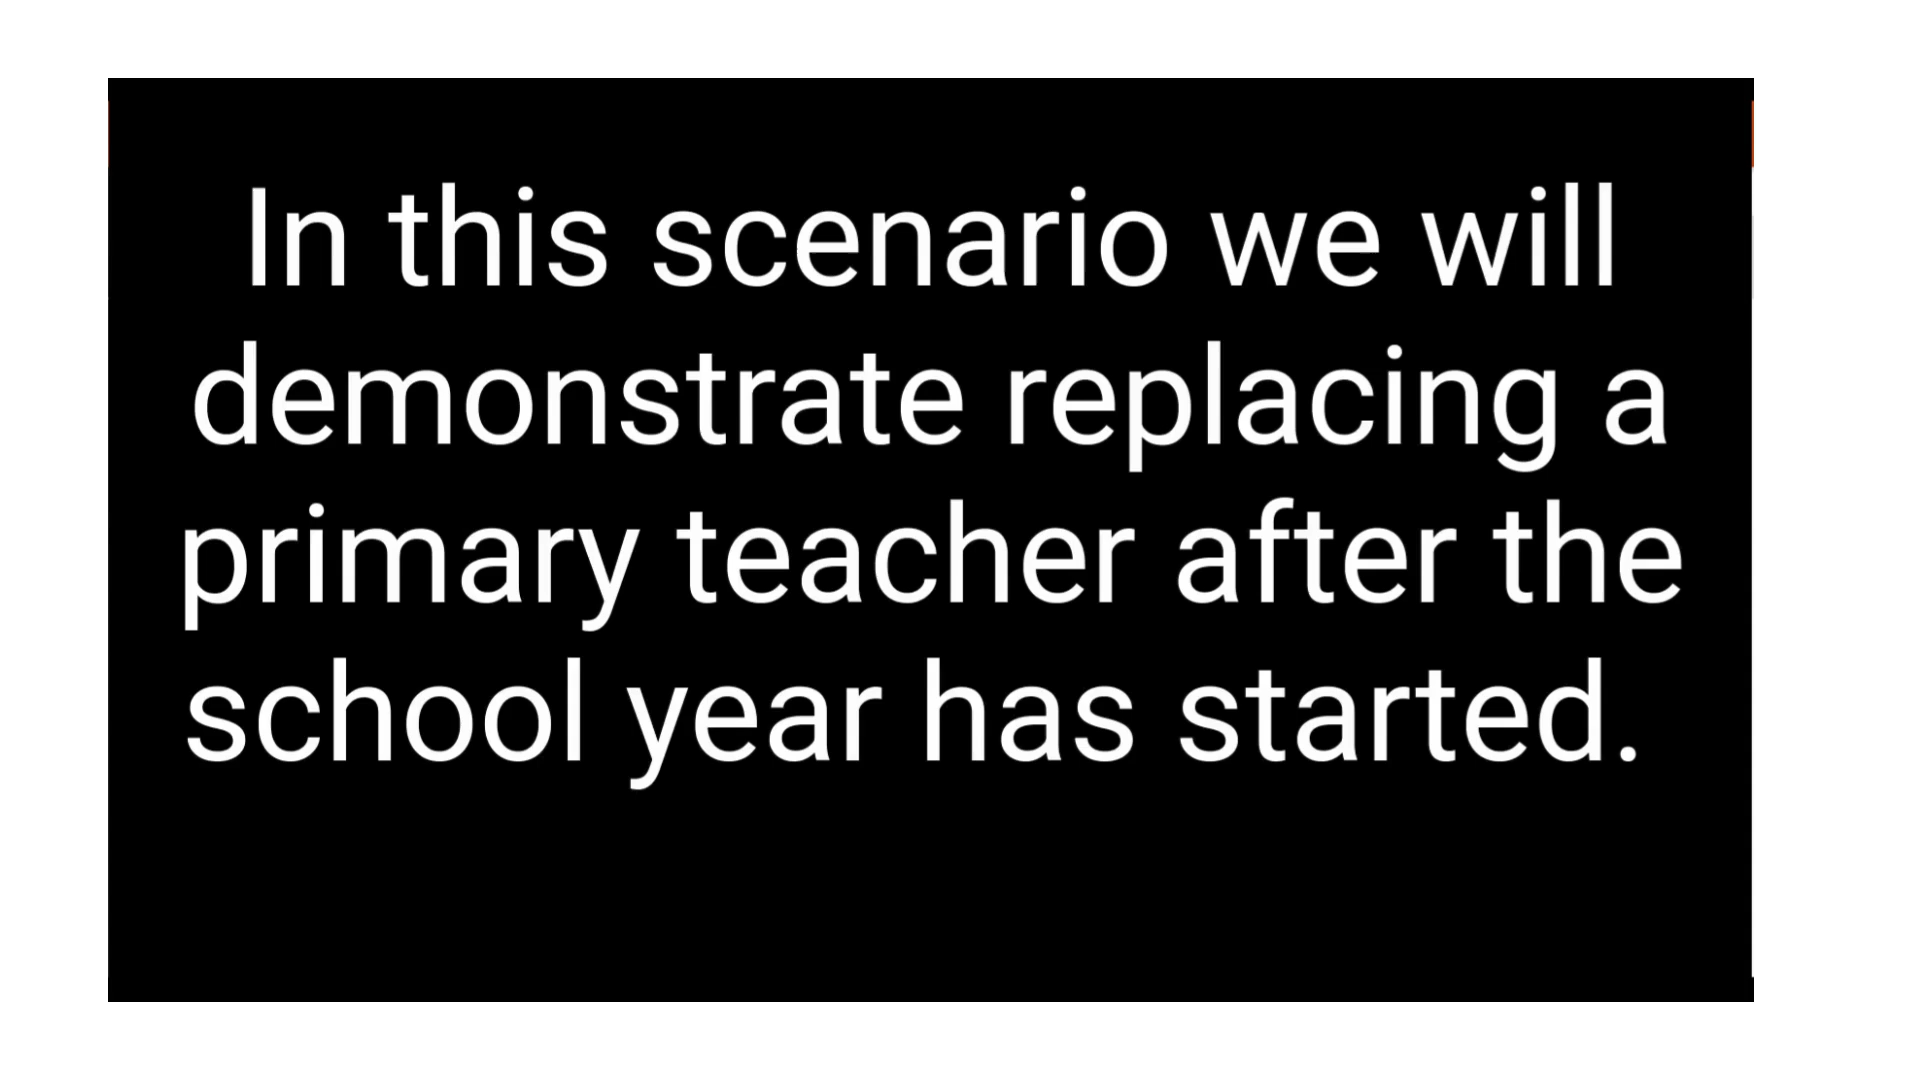 In this scenario we will
demonstrate replacing a
primary teacher after the
school year has started.